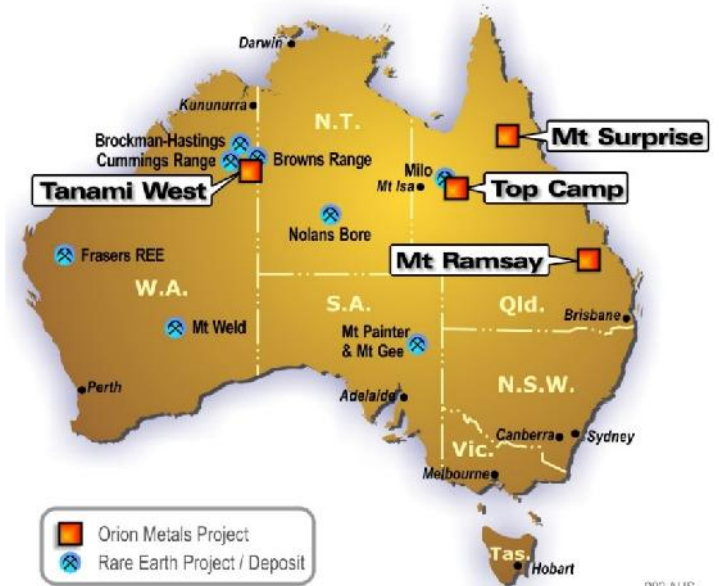 Darwin
Kununurra
N.T.
Brockman-Hastings
Cummings Range
Browns Range
Mt Surprise
Milo
Mt Isa
Top Camp
Tanami West
Nolans Bore
Frasers REE
Mt Ramsay
W.A.
S.A.
Qld.
Brisbane
Mt Weld
Mt Painter
& Mt Gee
Perth
Adelaide
N.S.W.
Canberra
Sydney
Vic.
Melbourne
Orion Metals Project
Rare Earth Project / Deposit
Tas.
Hobart